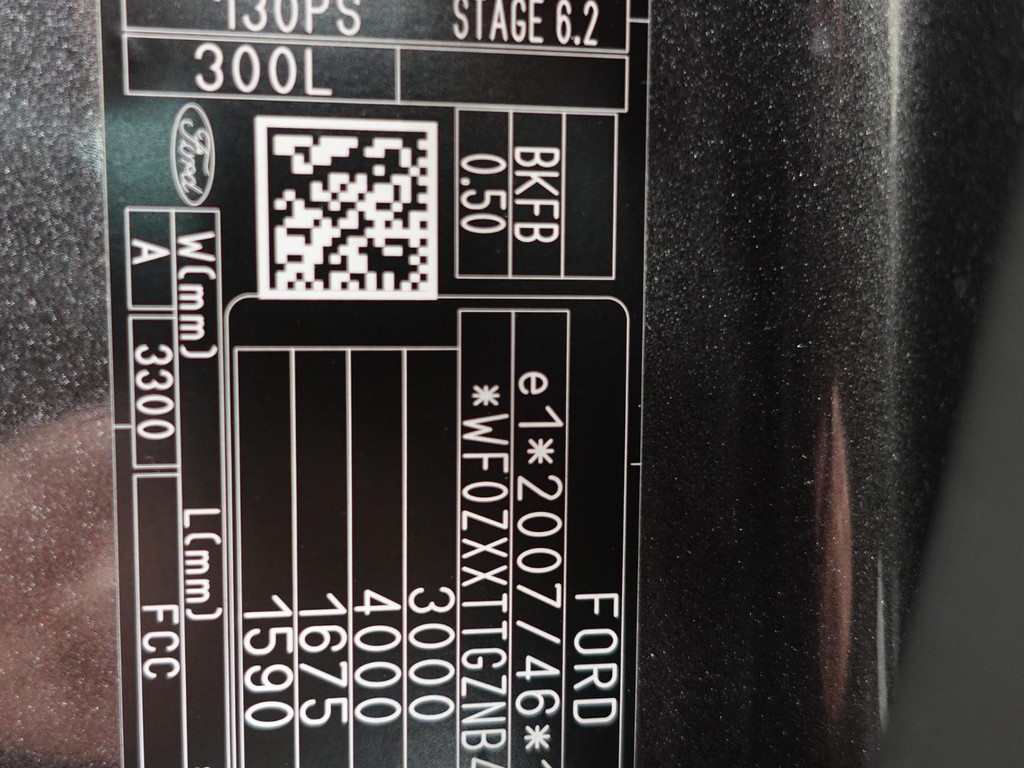 130PS STAGE 6.2
300L
FORD
e1*2007/46*
*WF0ZXXTTGZNB
3000
4000
1675
1590
BKFB
0.50
Ford
W(mm) L(mm)
A 3300 FCC